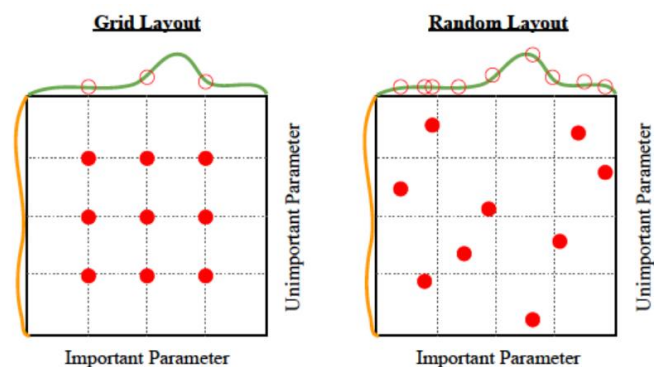 Grid Layout
Unimportant Parameter
Important Parameter
Random Layout
Unimportant Parameter
Important Parameter